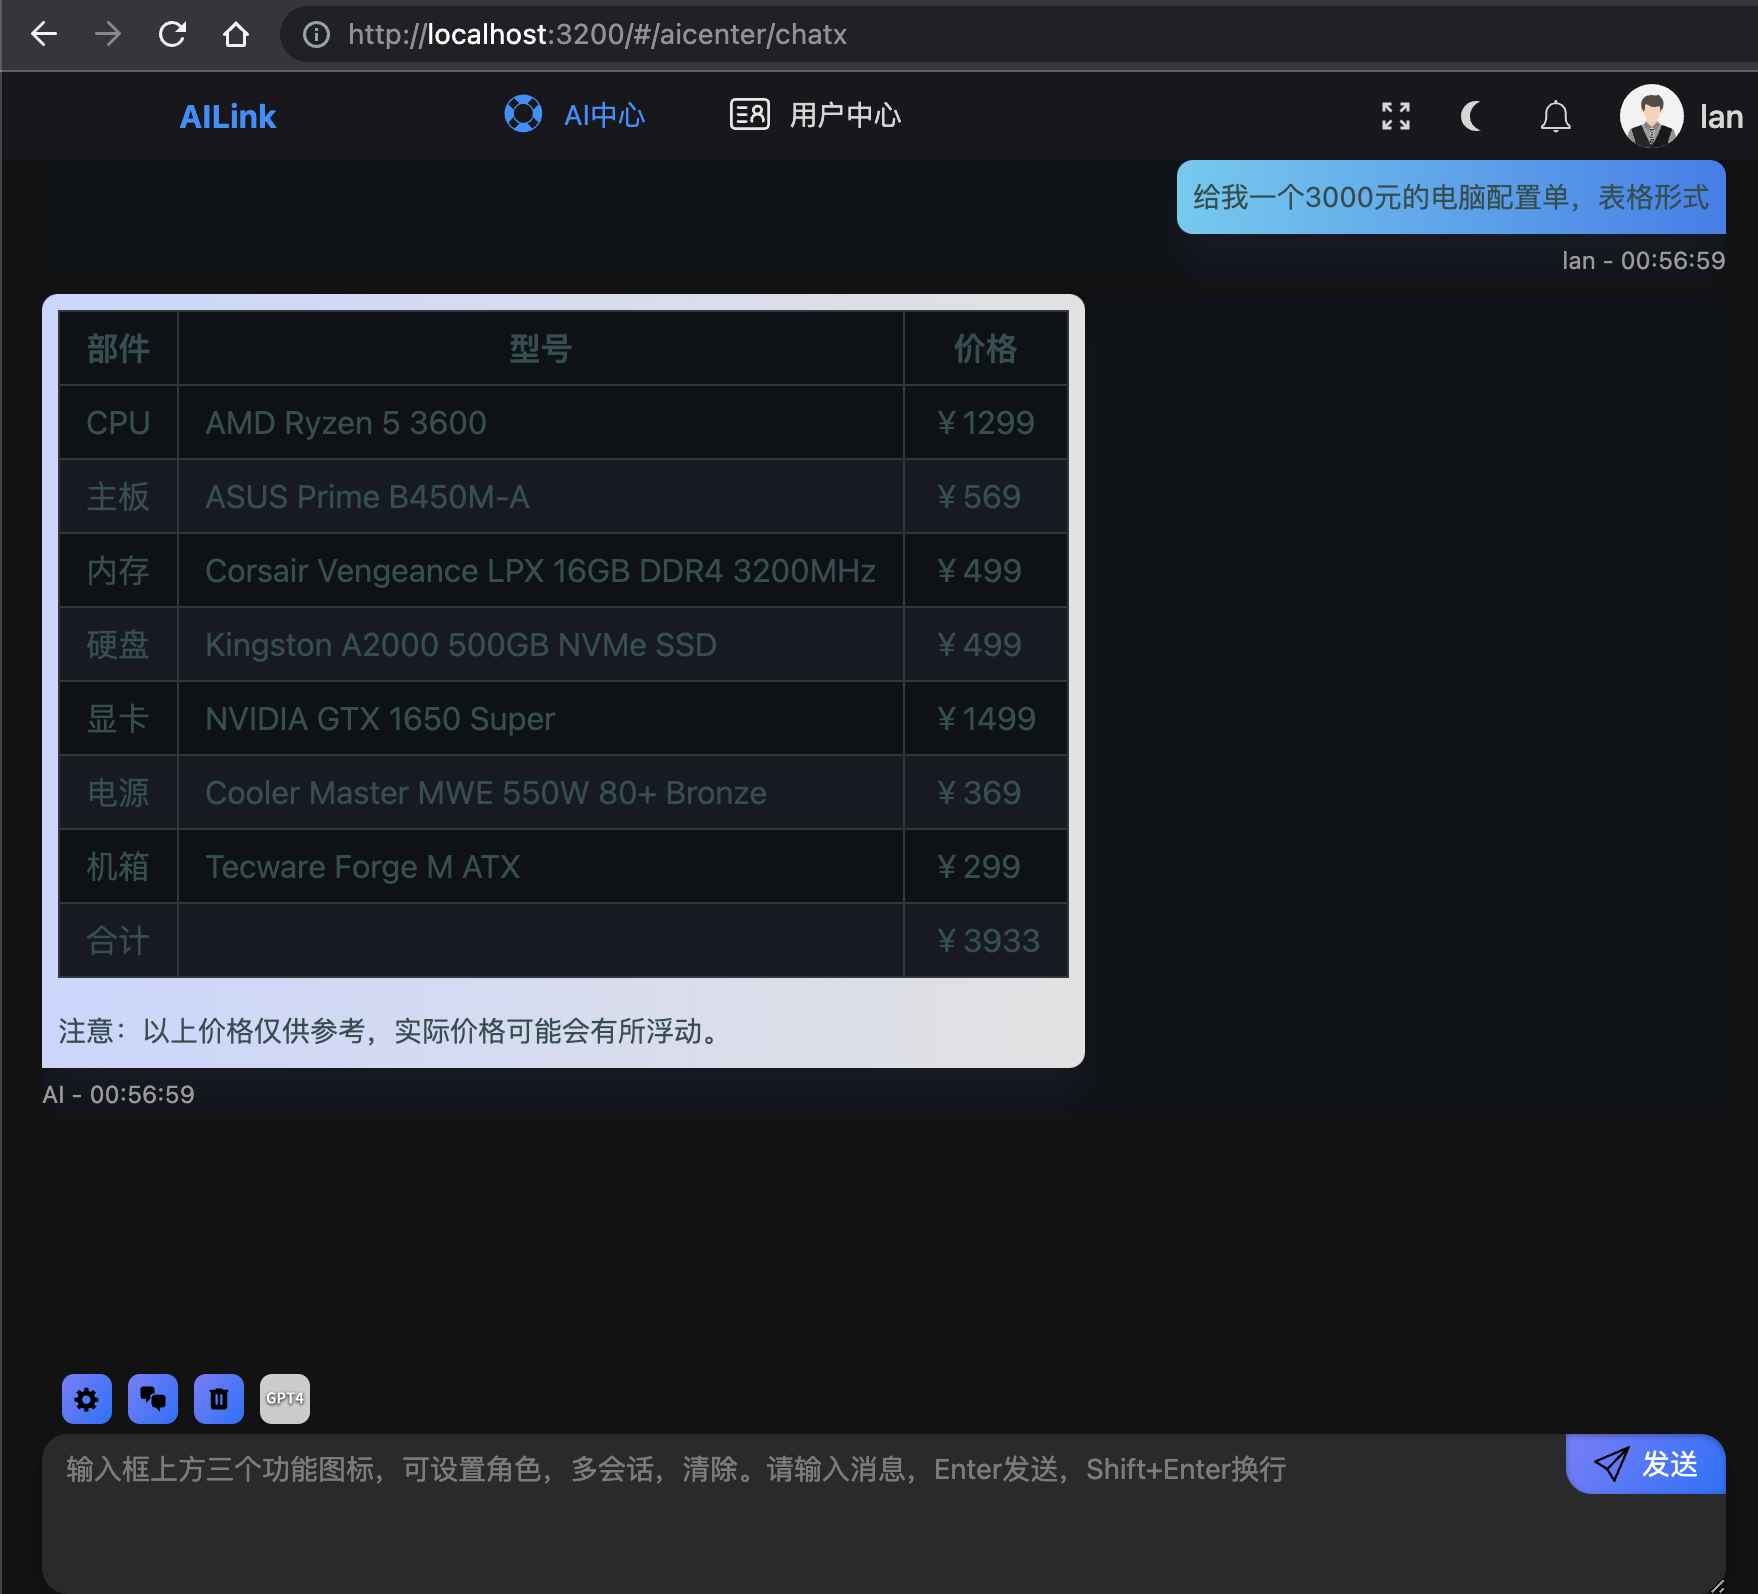 http://localhost:3200/#/aicenter/chatx
AILink AI中心 用户中心 lan
给我一个3000元的电脑配置单，表格形式
lan - 00:56:59
部件 型号 价格
CPU AMD Ryzen 5 3600 ￥1299
主板 ASUS Prime B450M-A ￥569
内存 Corsair Vengeance LPX 16GB DDR4 3200MHz ￥499
硬盘 Kingston A2000 500GB NVMe SSD ￥499
显卡 NVIDIA GTX 1650 Super ￥1499
电源 Cooler Master MWE 550W 80+ Bronze ￥369
机箱 Tecware Forge M ATX ￥299
合计 ￥3933
注意：以上价格仅供参考，实际价格可能会有所浮动。
AI - 00:56:59
GPT4
输入框上方三个功能图标，可设置角色，多会话，清除。请输入消息，Enter发送，Shift+Enter换行
发送